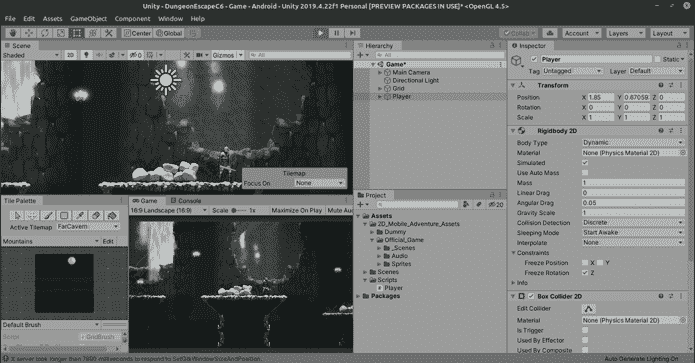 Unity - DungeonEscapeC6 - Game - Android - Unity 2019.4.22f1 Personal [PREVIEW PACKAGES IN USE]* <OpenGL 4.5>
File Edit Assets GameObject Component Window Help
Center Global Collab Account Layers Layout
Scene
Shaded 2D 0 Gizmos All
Tilemap
Focus On None
Tile Palette
Active Tilemap FarCavern
Mountains Edit
Default Brush
Script GridBrush
Game Console
16:9 Landscape (16:9) Scale 1x Maximize On Play Mute Au
Hierarchy
All
Game*
Main Camera
Directional Light
Grid
Player
Project
20
Assets
2D_Mobile_Adventure_Assets
Dummy
Official_Game
_Scenes
Audio
Sprites
Scenes
Scripts
Player
Packages
Inspector
Player Static
Tag Untagged Layer Default
Transform
Position X 1.85 Y 0.67059 Z 0
Rotation X 0 Y 0 Z 0
Scale X 1 Y 1 Z 1
Rigidbody 2D
Body Type Dynamic
Material None (Physics Material 2D)
Simulated
Use Auto Mass
Mass 1
Linear Drag 0
Angular Drag 0.05
Gravity Scale 1
Collision Detection Discrete
Sleeping Mode Start Awake
Interpolate None
Constraints
Freeze Position X Y
Freeze Rotation Z
Info
Box Collider 2D
Edit Collider
Material None (Physics Material 2D)
Is Trigger
Used By Effector
Used By Composite
Auto Generate Lighting On